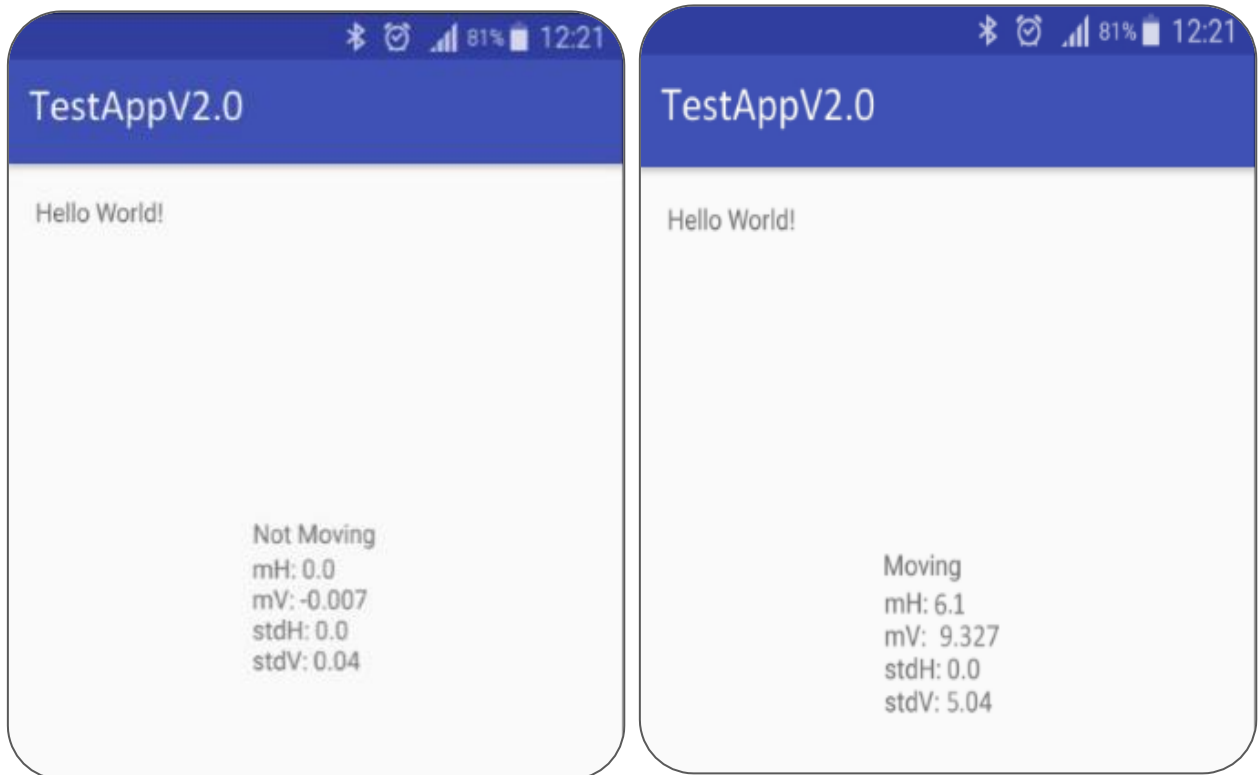 81% 12:21
TestAppV2.0
Hello World!
Not Moving
mH: 0.0
mV: -0.007
stdH: 0.0
stdV: 0.04
81% 12:21
TestAppV2.0
Hello World!
Moving
mH: 6.1
mV: 9.327
stdH: 0.0
stdV: 5.04